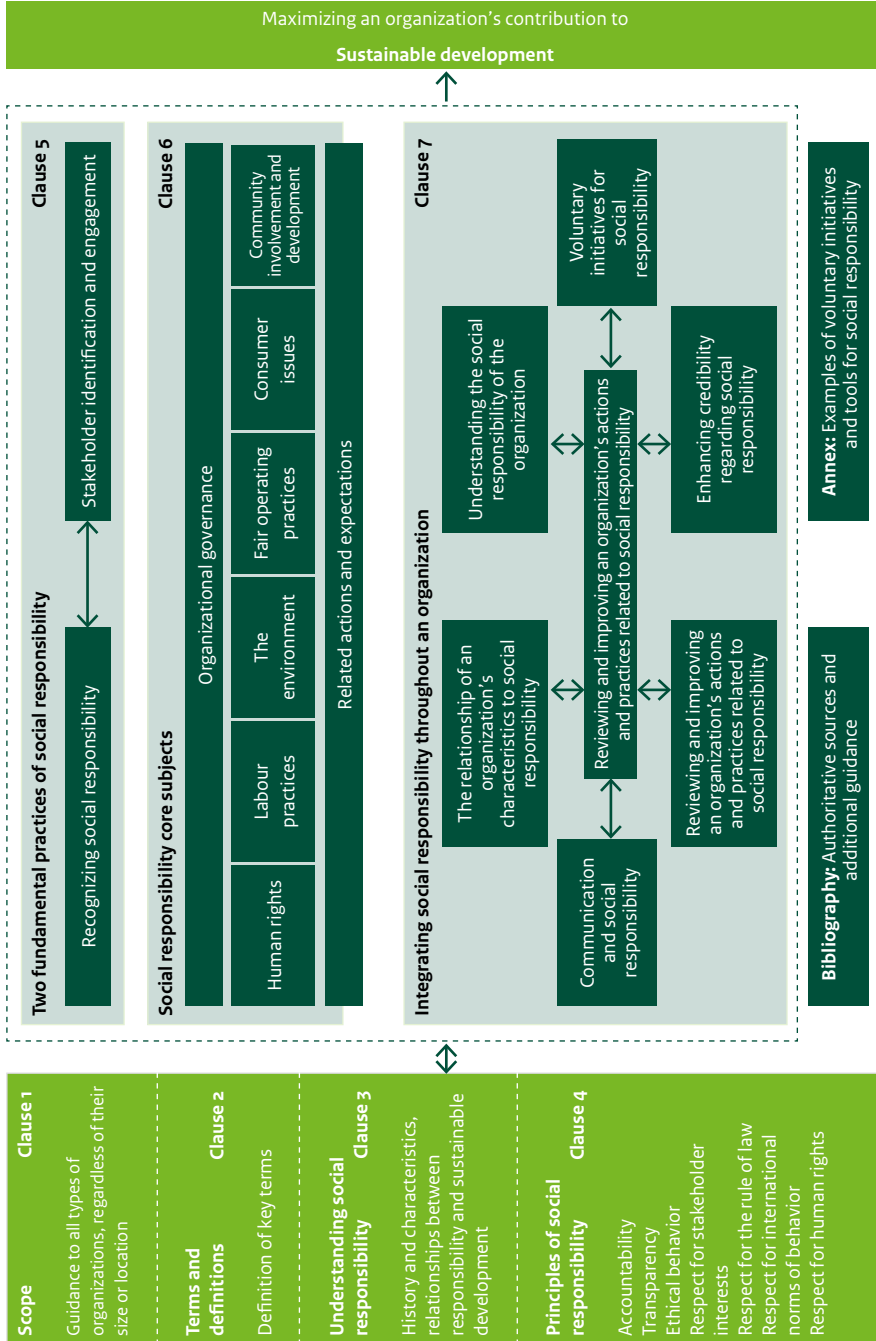 Scope Clause 1
Guidance to all types of
organizations, regardless of their
size or location
Terms and
definitions Clause 2
Definition of key terms
Understanding social
responsibility Clause 3
History and characteristics,
relationships between
responsibility and sustainable
development
Principles of social
responsibility Clause 4
Accountability
Transparency
Ethical behavior
Respect for stakeholder
interests
Respect for the rule of law
Respect for international
norms of behavior
Respect for human rights
Two fundamental practices of social responsibility Clause 5
Recognizing social responsibility
Stakeholder identification and engagement
Social responsibility core subjects Clause 6
Organizational governance
Human rights
Labour
practices
The
environment
Fair operating
practices
Consumer
issues
Community
involvement and
development
Related actions and expectations
Integrating social responsibility throughout an organization Clause 7
The relationship of an
organization's
characteristics to social
responsibility
Understanding the social
responsibility of the
organization
Communication
and social
responsibility
Reviewing and improving an organization's actions
and practices related to social responsibility
Voluntary
initiatives for
social
responsibility
Reviewing and improving
an organization's actions
and practices related to
social responsibility
Enhancing credibility
regarding social
responsibility
Bibliography: Authoritative sources and
additional guidance
Annex: Examples of voluntary initiatives
and tools for social responsibility
Maximizing an organization's contribution to
Sustainable development